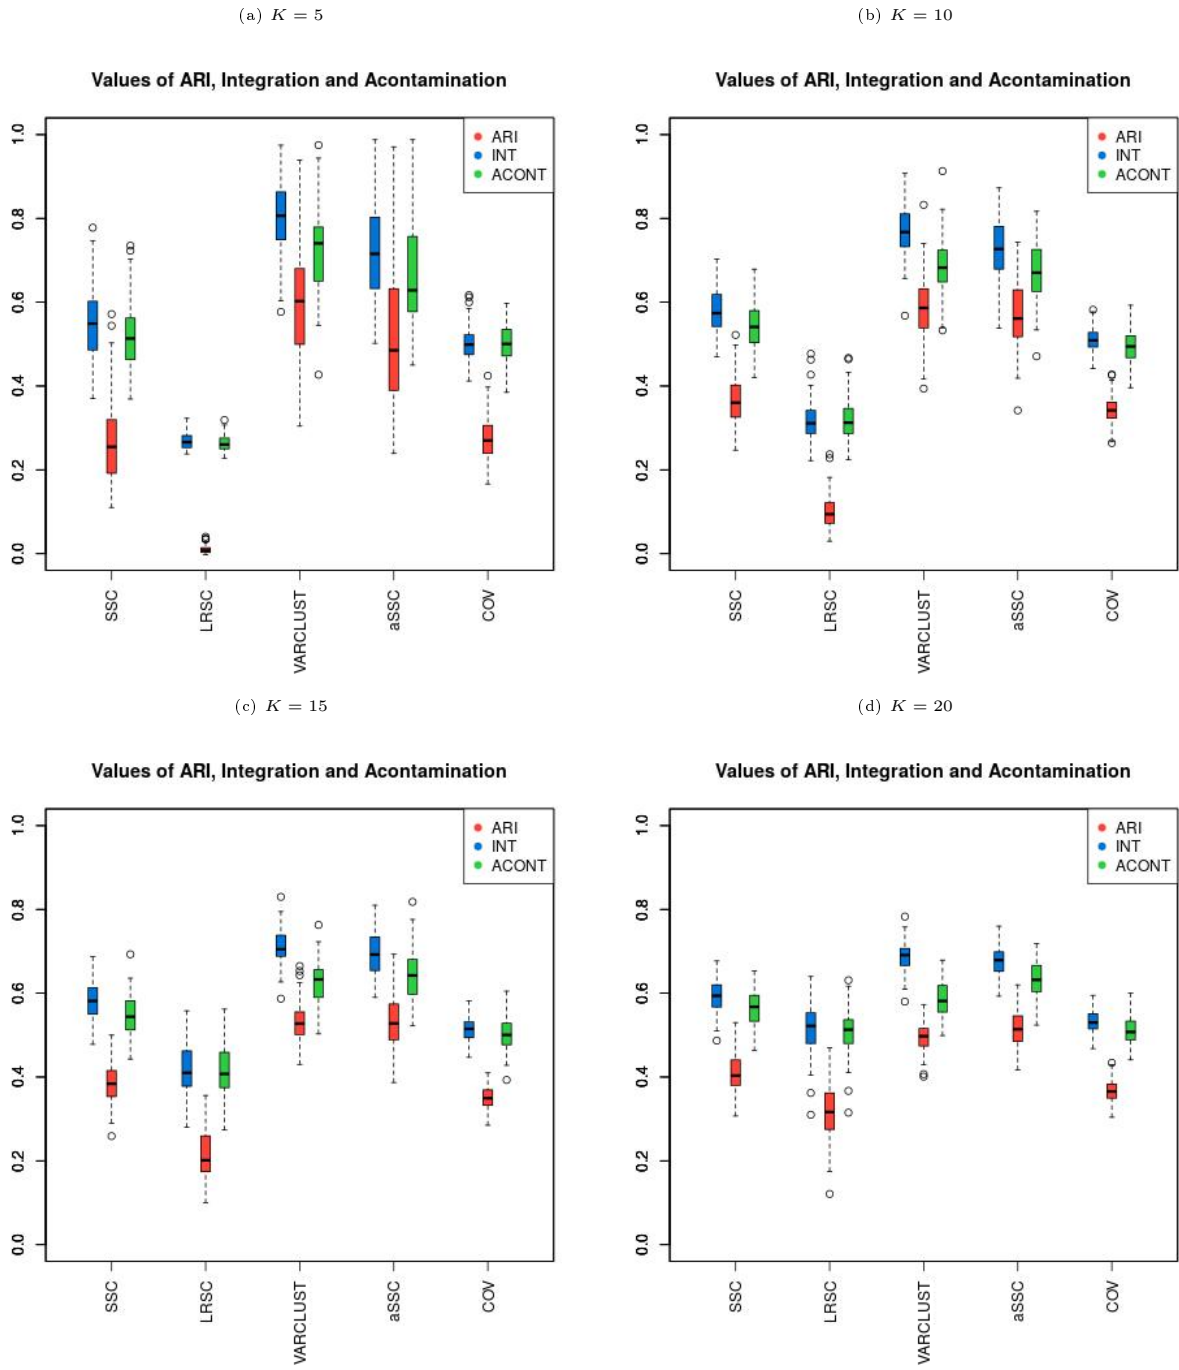 (a) K = 5
Values of ARI, Integration and Acontamination
ARI
INT
ACONT
1.0
0.8
0.6
0.4
0.2
0.0
SSC
LRSC
VARCLUST
aSSC
COV
(b) K = 10
Values of ARI, Integration and Acontamination
ARI
INT
ACONT
1.0
0.8
0.6
0.4
0.2
0.0
SSC
LRSC
VARCLUST
aSSC
COV
(c) K = 15
Values of ARI, Integration and Acontamination
ARI
INT
ACONT
1.0
0.8
0.6
0.4
0.2
0.0
SSC
LRSC
VARCLUST
aSSC
COV
(d) K = 20
Values of ARI, Integration and Acontamination
ARI
INT
ACONT
1.0
0.8
0.6
0.4
0.2
0.0
SSC
LRSC
VARCLUST
aSSC
COV